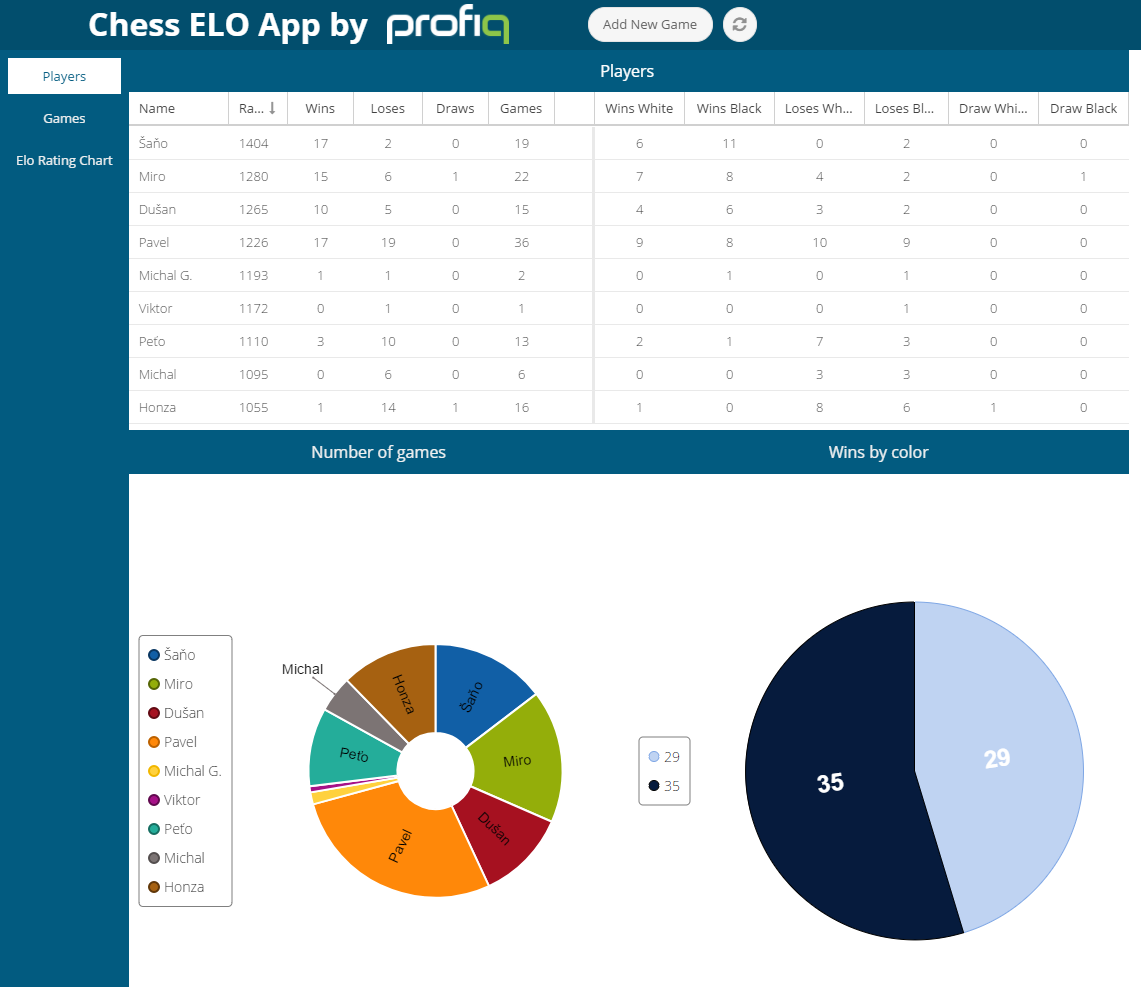 Chess ELO App by profiq
Add New Game
Players
Games
Elo Rating Chart
Players
Name Ra... Wins Loses Draws Games Wins White Wins Black Loses Wh... Loses Bl... Draw Whi... Draw Black
Šaňo 1404 17 2 0 19 6 11 0 2 0 0
Miro 1280 15 6 1 22 7 8 4 2 0 1
Dušan 1265 10 5 0 15 4 6 3 2 0 0
Pavel 1226 17 19 0 36 9 8 10 9 0 0
Michal G. 1193 1 1 0 2 0 1 0 1 0 0
Viktor 1172 0 1 0 1 0 0 0 1 0 0
Peťo 1110 3 10 0 13 2 1 7 3 0 0
Michal 1095 0 6 0 6 0 0 3 3 0 0
Honza 1055 1 14 1 16 1 0 8 6 1 0
Number of games
Wins by color
Šaňo
Miro
Dušan
Pavel
Michal G.
Viktor
Peťo
Michal
Honza
Michal
Honza
Šaňo
Peťo
Miro
Dušan
Pavel
29
35
35
29